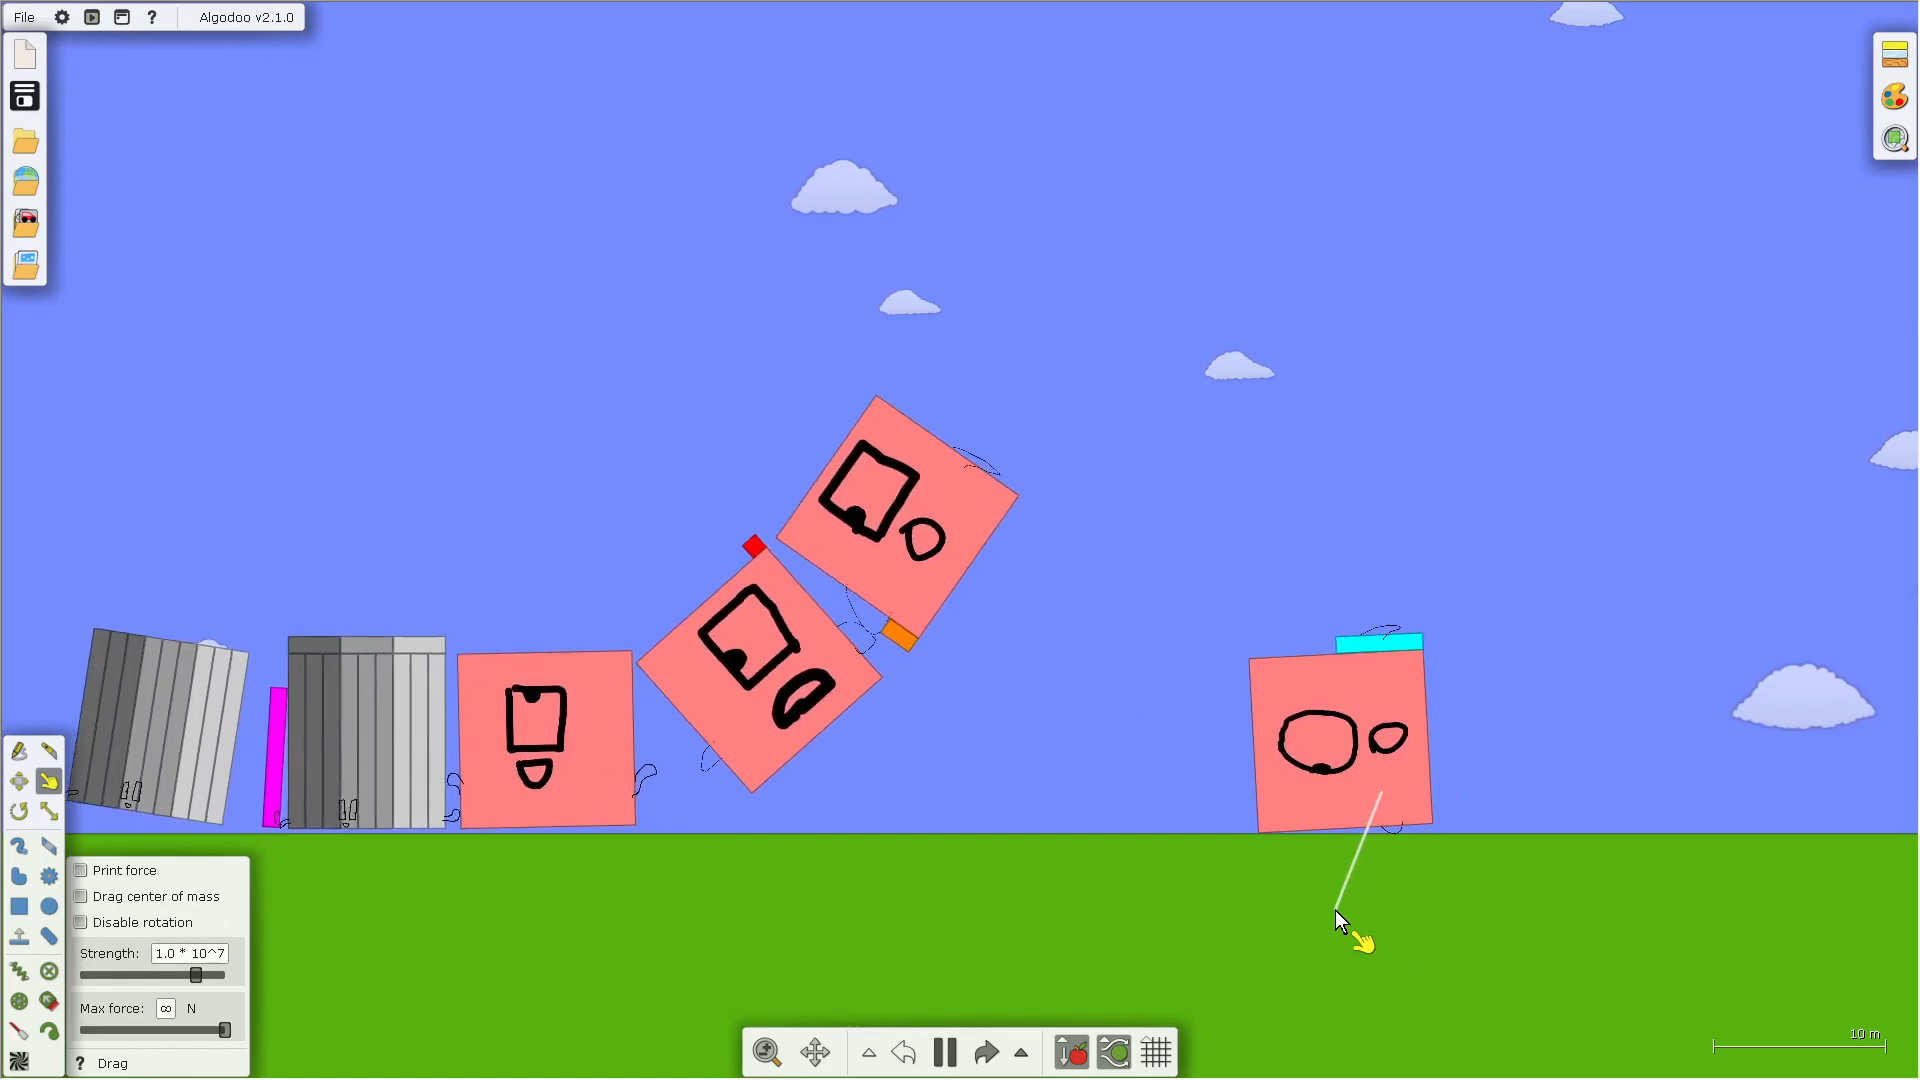 File ? Algodoo v2.1.0
Print force
Drag center of mass
Disable rotation
Strength: 1.0 * 10^7
Max force: ∞ N
? Drag
10 m